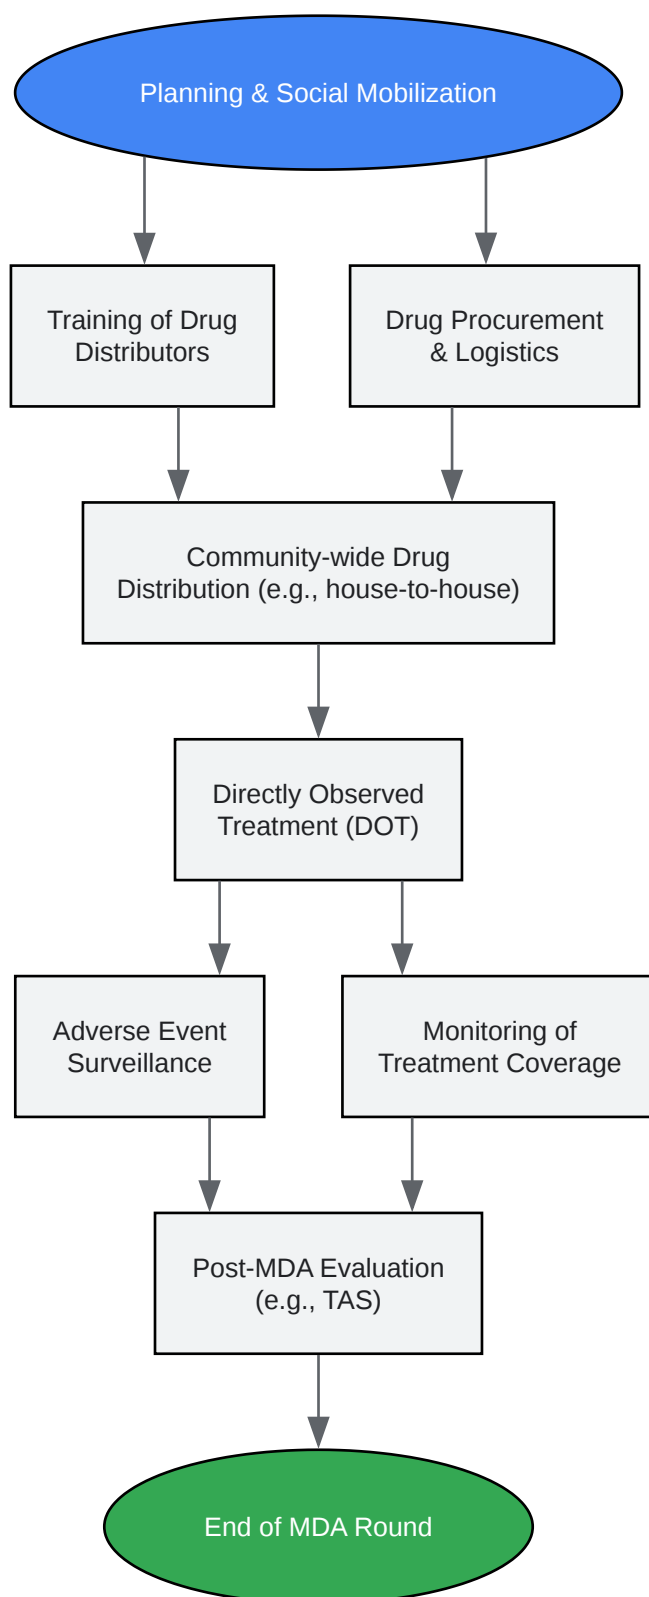 Planning & Social Mobilization
Training of Drug
Distributors
Drug Procurement
& Logistics
Community-wide Drug
Distribution (e.g., house-to-house)
Directly Observed
Treatment (DOT)
Adverse Event
Surveillance
Monitoring of
Treatment Coverage
Post-MDA Evaluation
(e.g., TAS)
End of MDA Round